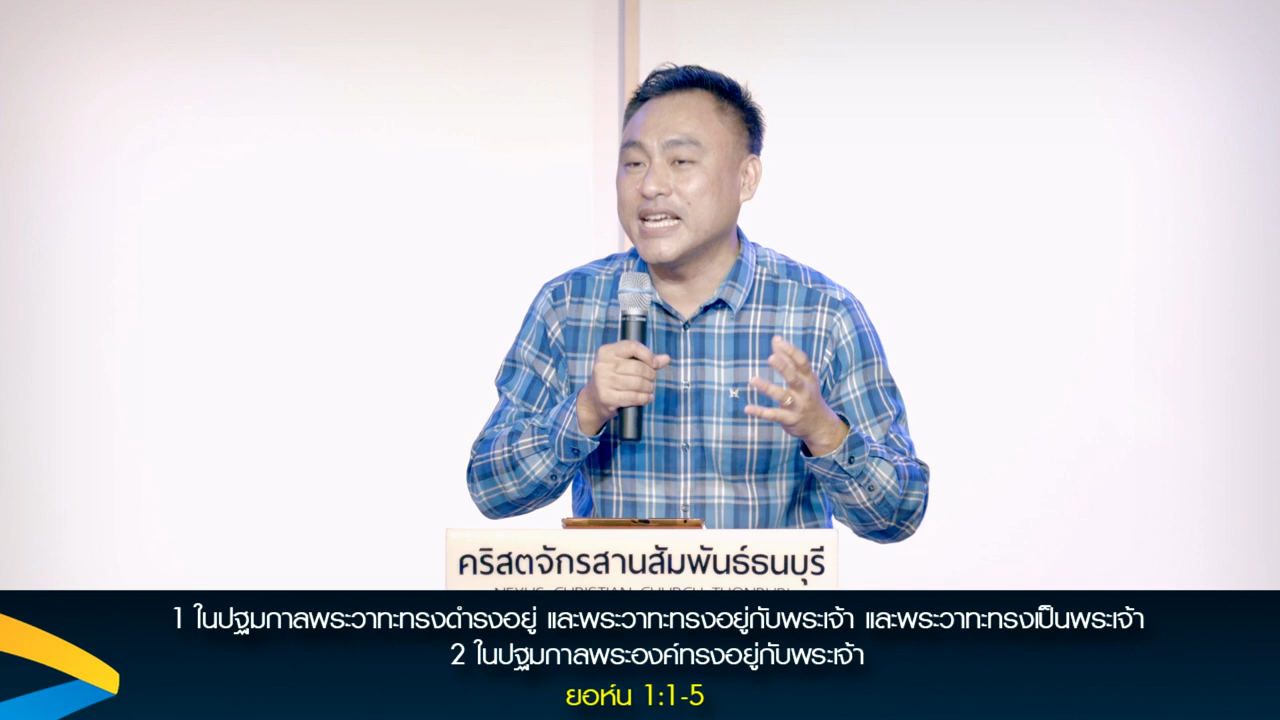 คริสตจักรสานสัมพันธ์ธนบุรี
NEXUS CHRISTIAN CHURCH THONBURI
1 ในปฐมกาลพระวาทะทรงดำรงอยู่ และพระวาทะทรงอยู่กับพระเจ้า และพระวาทะทรงเป็นพระเจ้า
2 ในปฐมกาลพระองค์ทรงอยู่กับพระเจ้า
ยอห์น 1:1-5